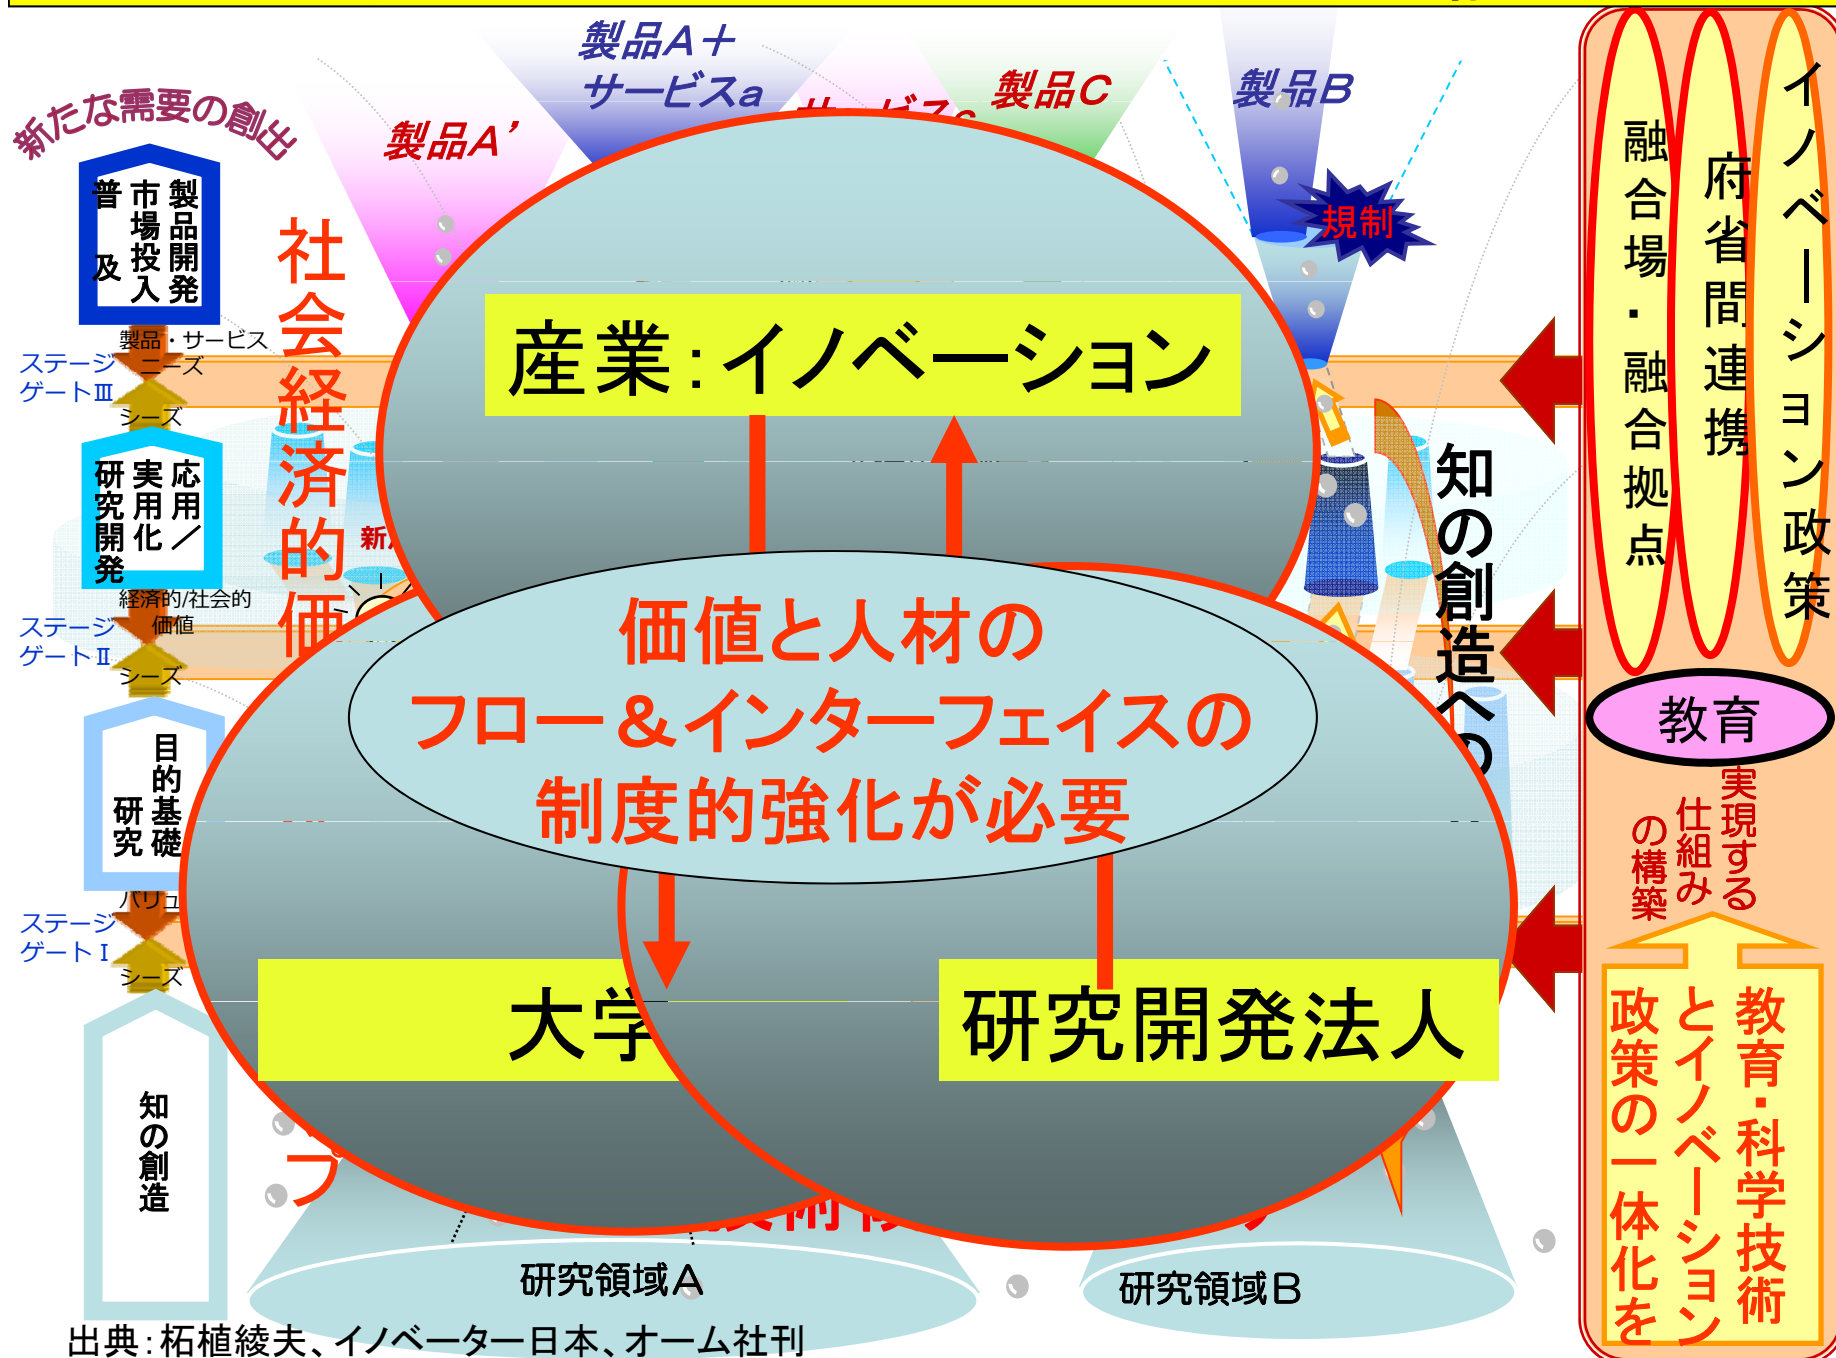 製品A＋
サービスa
製品A’
サービスc
製品C
製品B
規制
新たな需要の創出
製品開発
市場投入
普及
製品・サービス
ニーズ
ステージ
ゲートⅢ
シーズ
応用／
実用化
研究開発
経済的/社会的
価値
ステージ
ゲートⅡ
シーズ
目的基礎
研究
バリュ
ステージ
ゲートⅠ
シーズ
知の創造
社会経済的価
新
産業：イノベーション
価値と人材の
フロー＆インターフェイスの
制度的強化が必要
大学
研究開発法人
知の創造への
フ
技術
研究領域A
研究領域B
出典：柘植綾夫、イノベーター日本、オーム社刊
イノベーション政策
府省間連携
融合場・融合拠点
教育
実現する
仕組み
の構築
教育・科学技術
とイノベーション
政策の一体化を